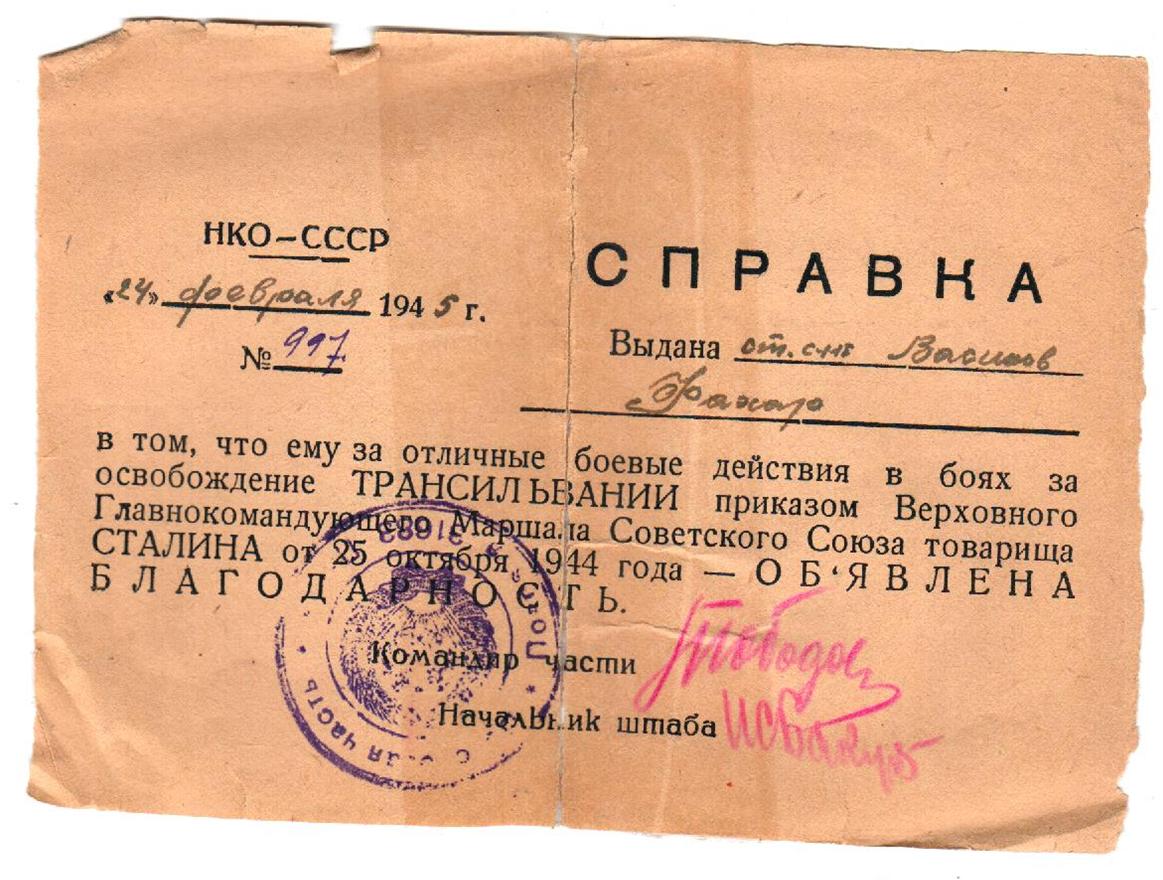 НКО–СССР
«24» февраля 1945 г.
№ 997
СПРАВКА
Выдана ст. с-нт Васинов
в том, что ему за отличные боевые действия в боях за
освобождение ТРАНСИЛЬВАНИИ приказом Верховного
Главнокомандующего Маршала Советского Союза товарища
СТАЛИНА от 25 октября 1944 года — ОБ‘ЯВЛЕНА
БЛАГОДАРНОСТЬ.
Командир части
Начальник штаба
часть